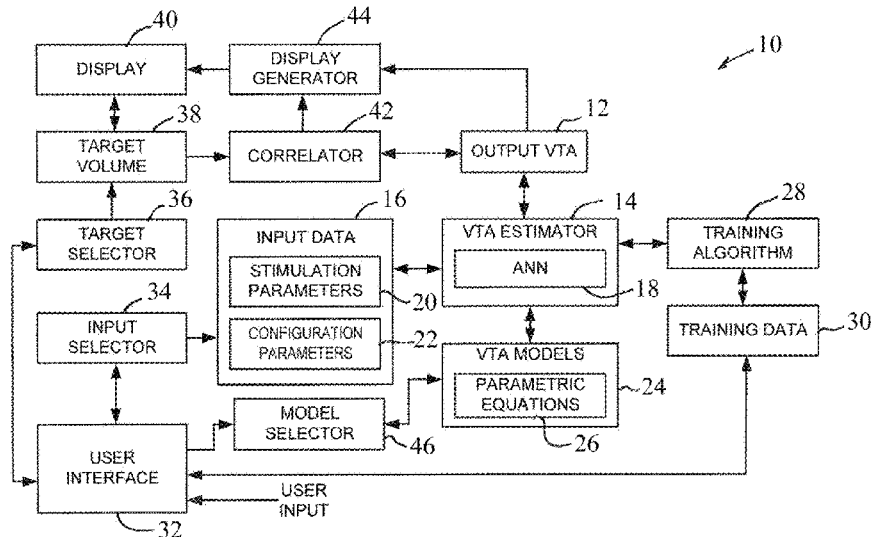 40
44
10
DISPLAY
DISPLAY
GENERATOR
38
42
12
TARGET
VOLUME
CORRELATOR
OUTPUT VTA
36
16
14
28
TARGET
SELECTOR
INPUT DATA
VTA ESTIMATOR
TRAINING
ALGORITHM
STIMULATION
PARAMETERS
ANN
34
20
18
INPUT
SELECTOR
CONFIGURATION
PARAMETERS
22
TRAINING DATA
30
VTA MODELS
MODEL
SELECTOR
PARAMETRIC
EQUATIONS
24
46
26
USER
INTERFACE
USER
INPUT
32